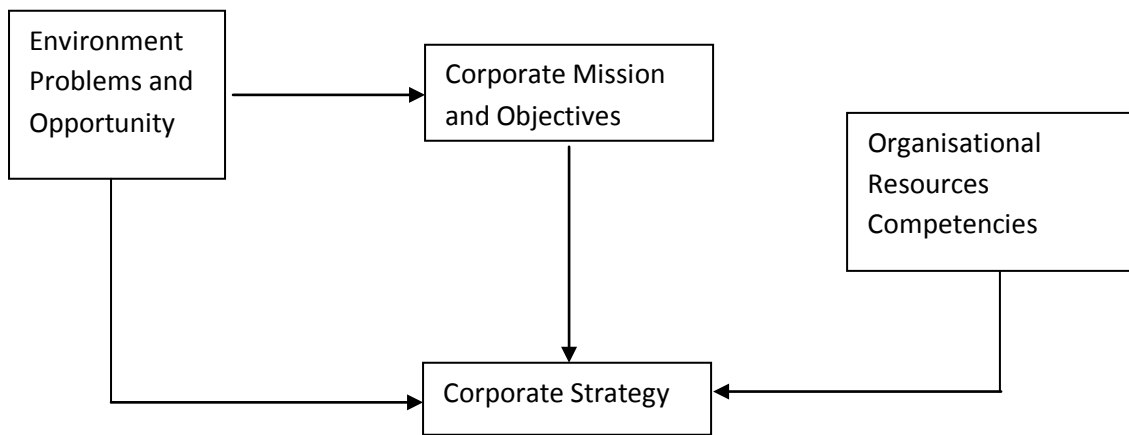 Environment
Problems and
Opportunity
Corporate Mission
and Objectives
Organisational
Resources
Competencies
Corporate Strategy